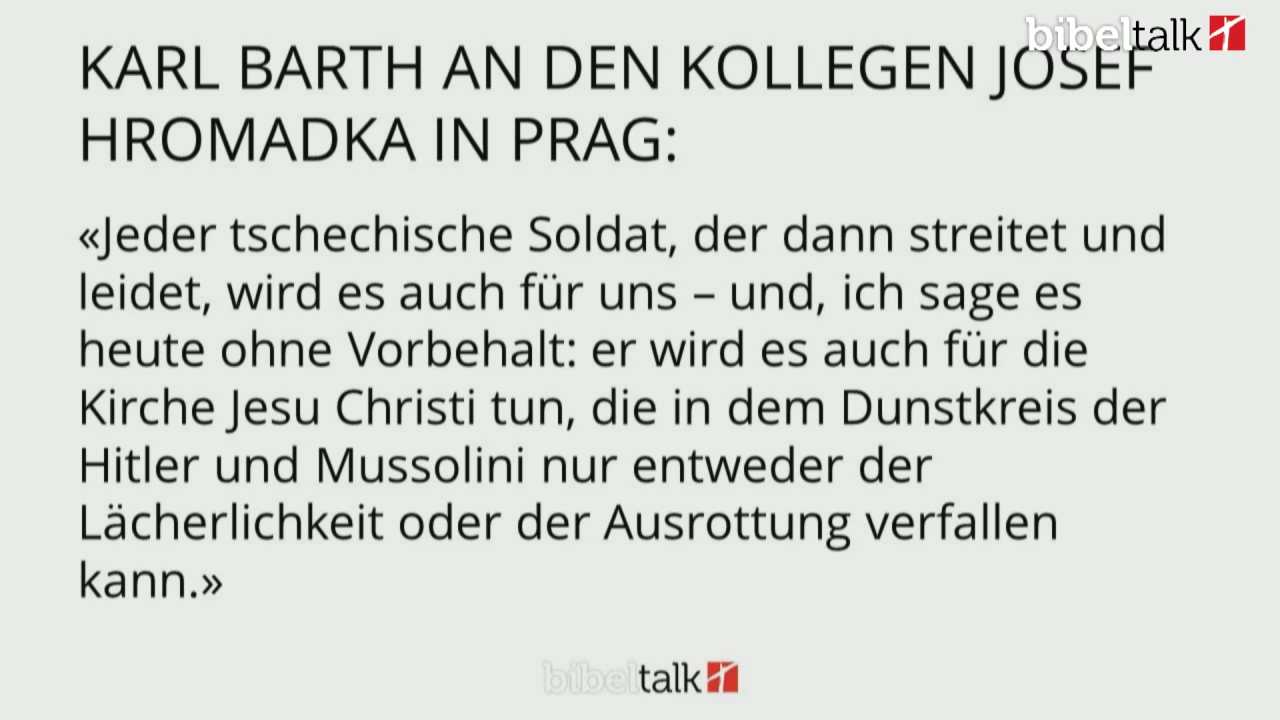 bibeltalk
KARL BARTH AN DEN KOLLEGEN JOSEF
HROMADKA IN PRAG:
«Jeder tschechische Soldat, der dann streitet und
leidet, wird es auch für uns – und, ich sage es
heute ohne Vorbehalt: er wird es auch für die
Kirche Jesu Christi tun, die in dem Dunstkreis der
Hitler und Mussolini nur entweder der
Lächerlichkeit oder der Ausrottung verfallen
kann.»
bibeltalk